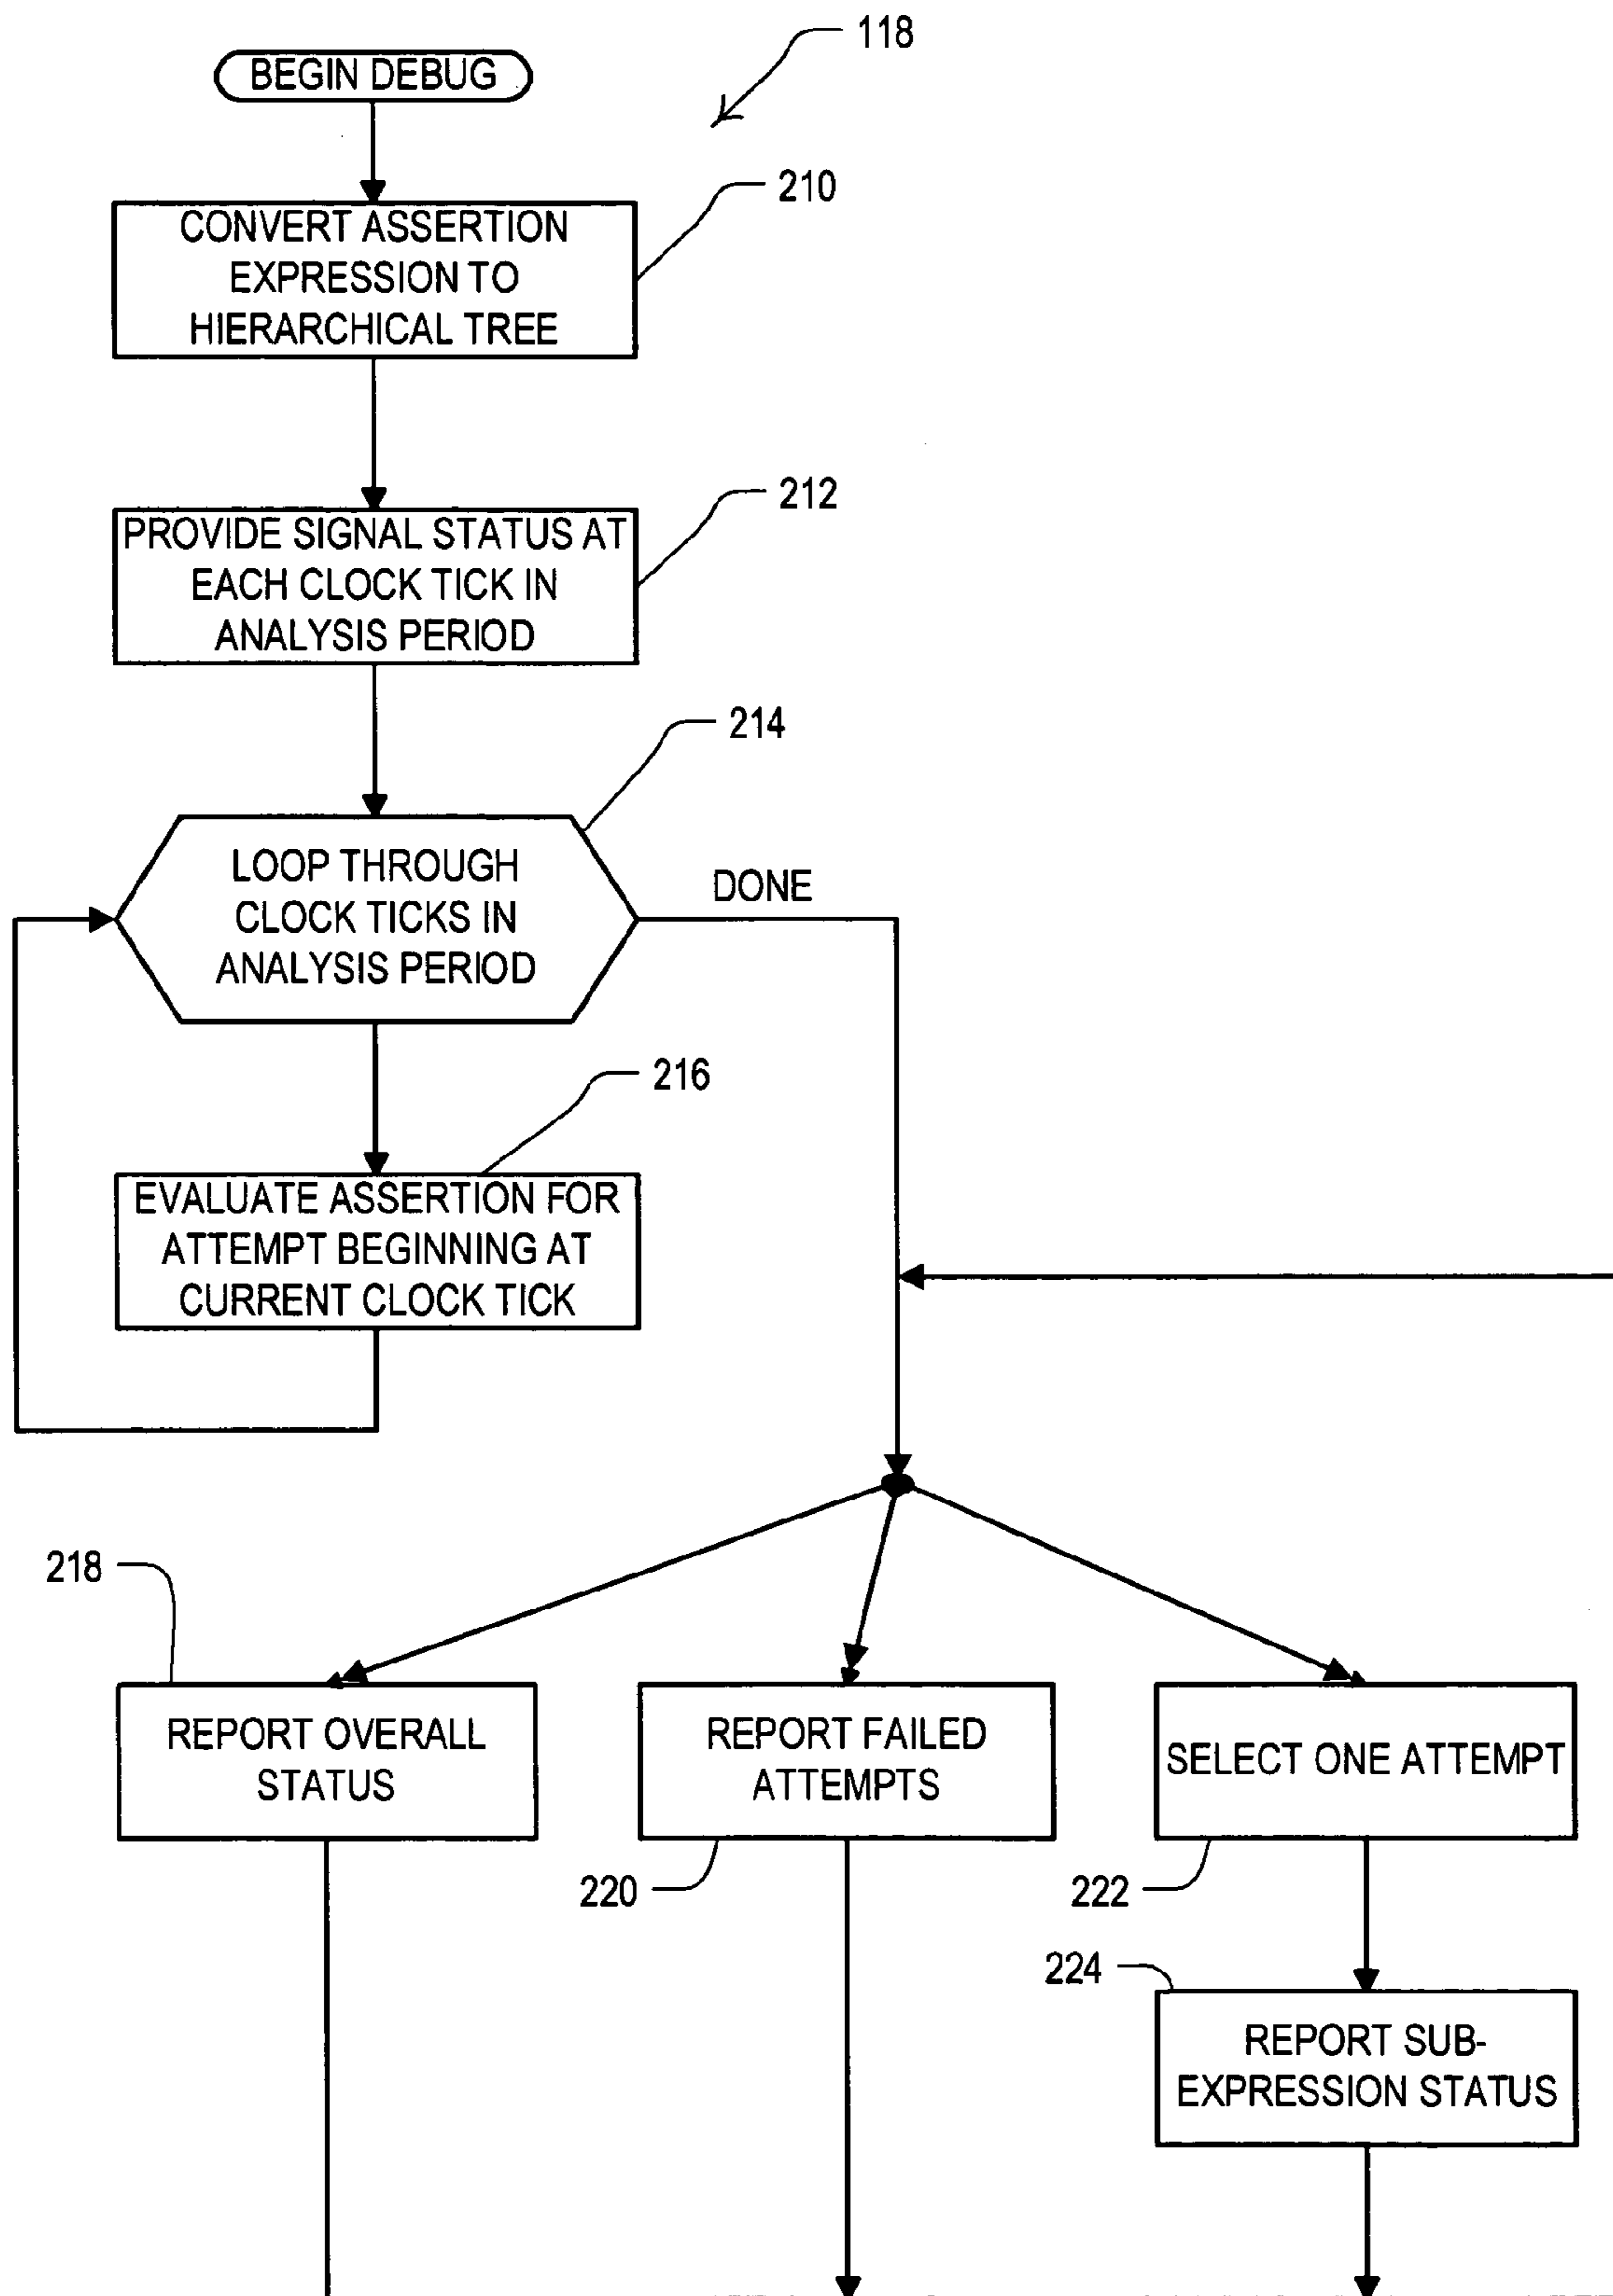 118
BEGIN DEBUG
210
CONVERT ASSERTION
EXPRESSION TO
HIERARCHICAL TREE
212
PROVIDE SIGNAL STATUS AT
EACH CLOCK TICK IN
ANALYSIS PERIOD
214
LOOP THROUGH
CLOCK TICKS IN
ANALYSIS PERIOD
DONE
216
EVALUATE ASSERTION FOR
ATTEMPT BEGINNING AT
CURRENT CLOCK TICK
218
REPORT OVERALL
STATUS
REPORT FAILED
ATTEMPTS
SELECT ONE ATTEMPT
220
222
224
REPORT SUB-
EXPRESSION STATUS